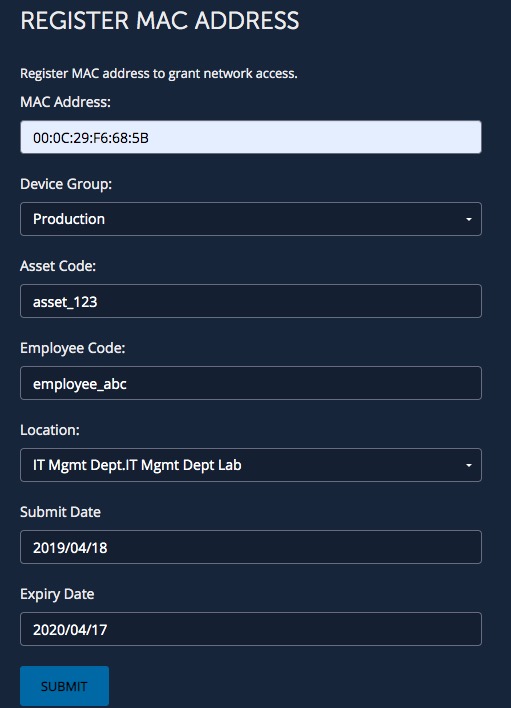 REGISTER MAC ADDRESS
Register MAC address to grant network access.
MAC Address:
00:0C:29:F6:68:5B
Device Group:
Production
Asset Code:
asset_123
Employee Code:
employee_abc
Location:
IT Mgmt Dept.IT Mgmt Dept Lab
Submit Date
2019/04/18
Expiry Date
2020/04/17
SUBMIT